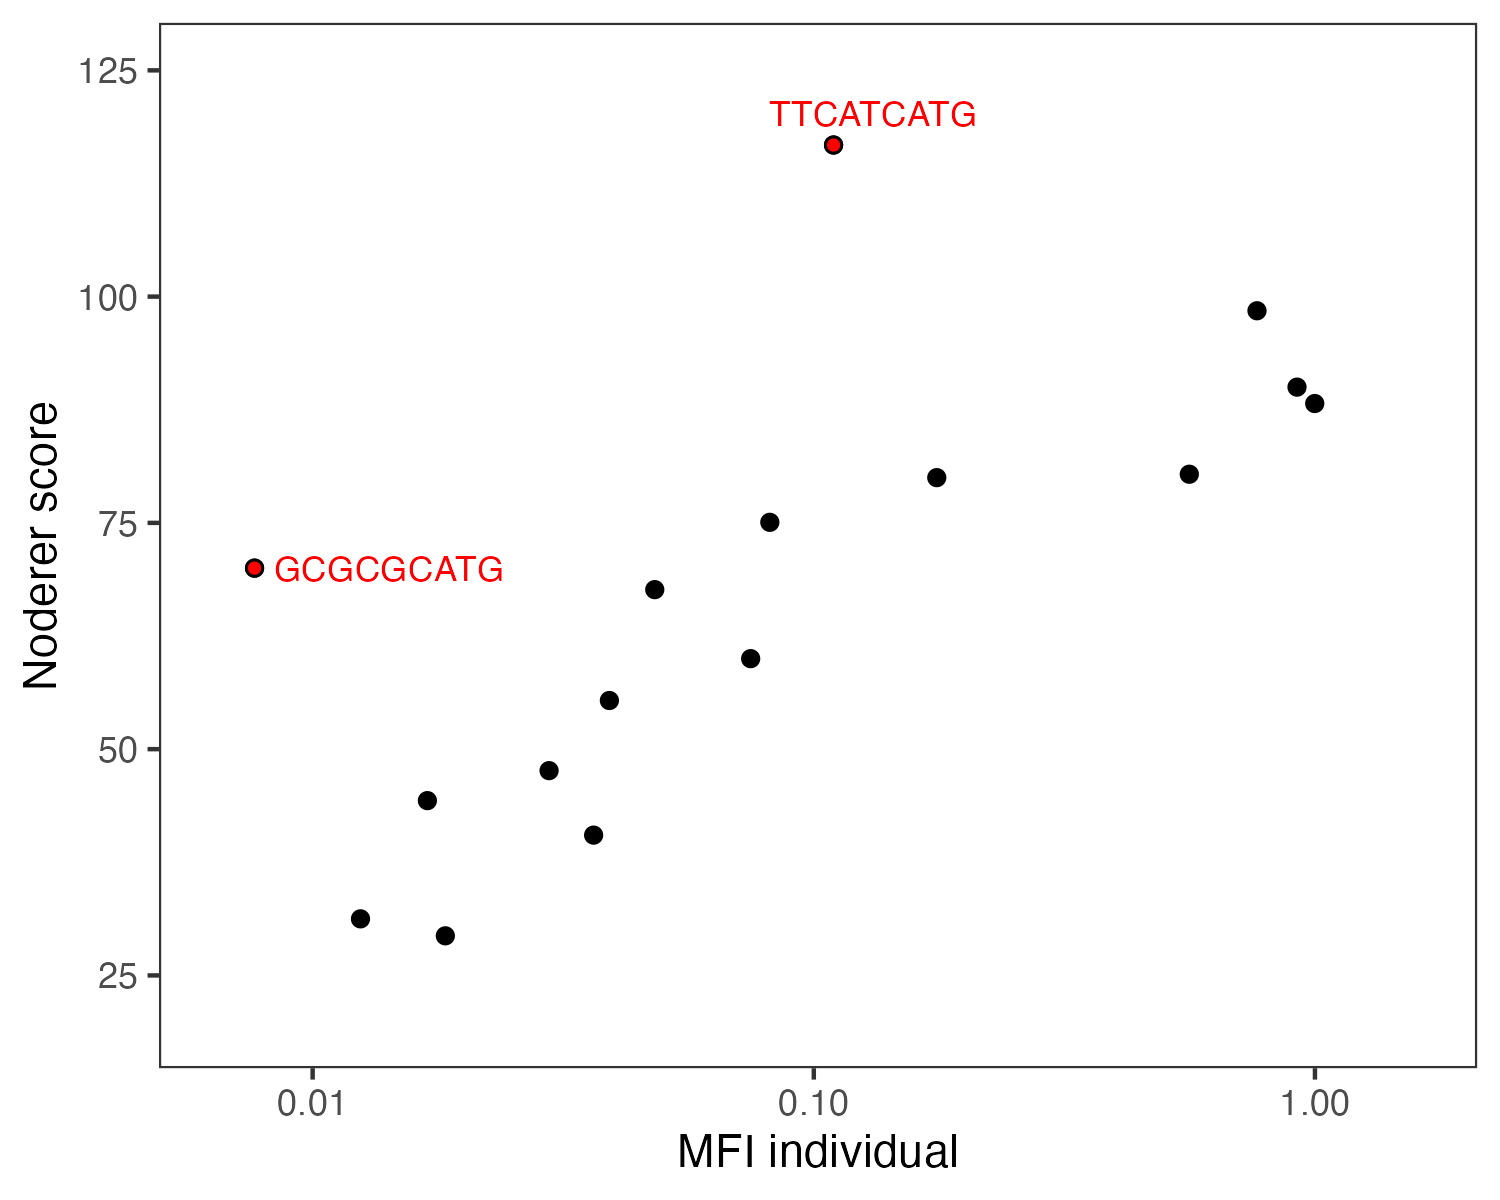 125
TTCATCATG
100
75
GCGCGCATG
50
25
Noderer score
0.01
0.10
1.00
MFI individual